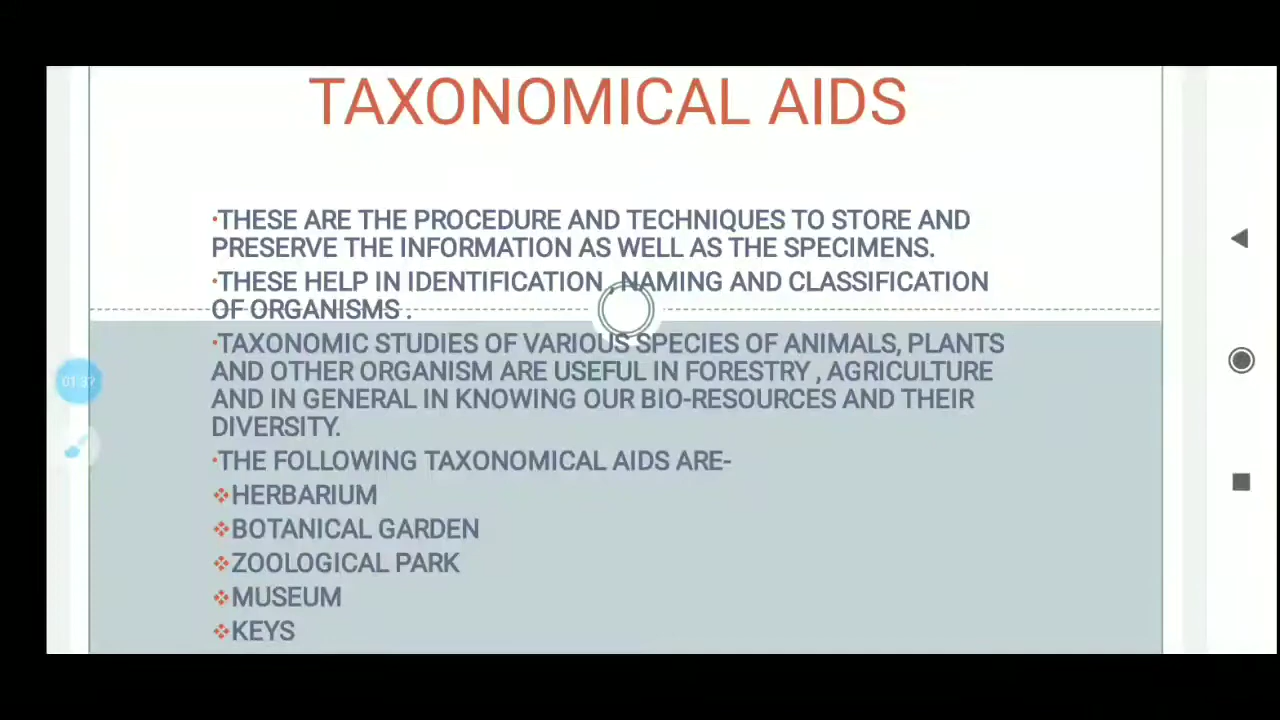 TAXONOMICAL AIDS
•THESE ARE THE PROCEDURE AND TECHNIQUES TO STORE AND
PRESERVE THE INFORMATION AS WELL AS THE SPECIMENS.
•THESE HELP IN IDENTIFICATION , NAMING AND CLASSIFICATION
OF ORGANISMS .
•TAXONOMIC STUDIES OF VARIOUS SPECIES OF ANIMALS, PLANTS
AND OTHER ORGANISM ARE USEFUL IN FORESTRY , AGRICULTURE
AND IN GENERAL IN KNOWING OUR BIO-RESOURCES AND THEIR
DIVERSITY.
•THE FOLLOWING TAXONOMICAL AIDS ARE-
❖HERBARIUM
❖BOTANICAL GARDEN
❖ZOOLOGICAL PARK
❖MUSEUM
❖KEYS